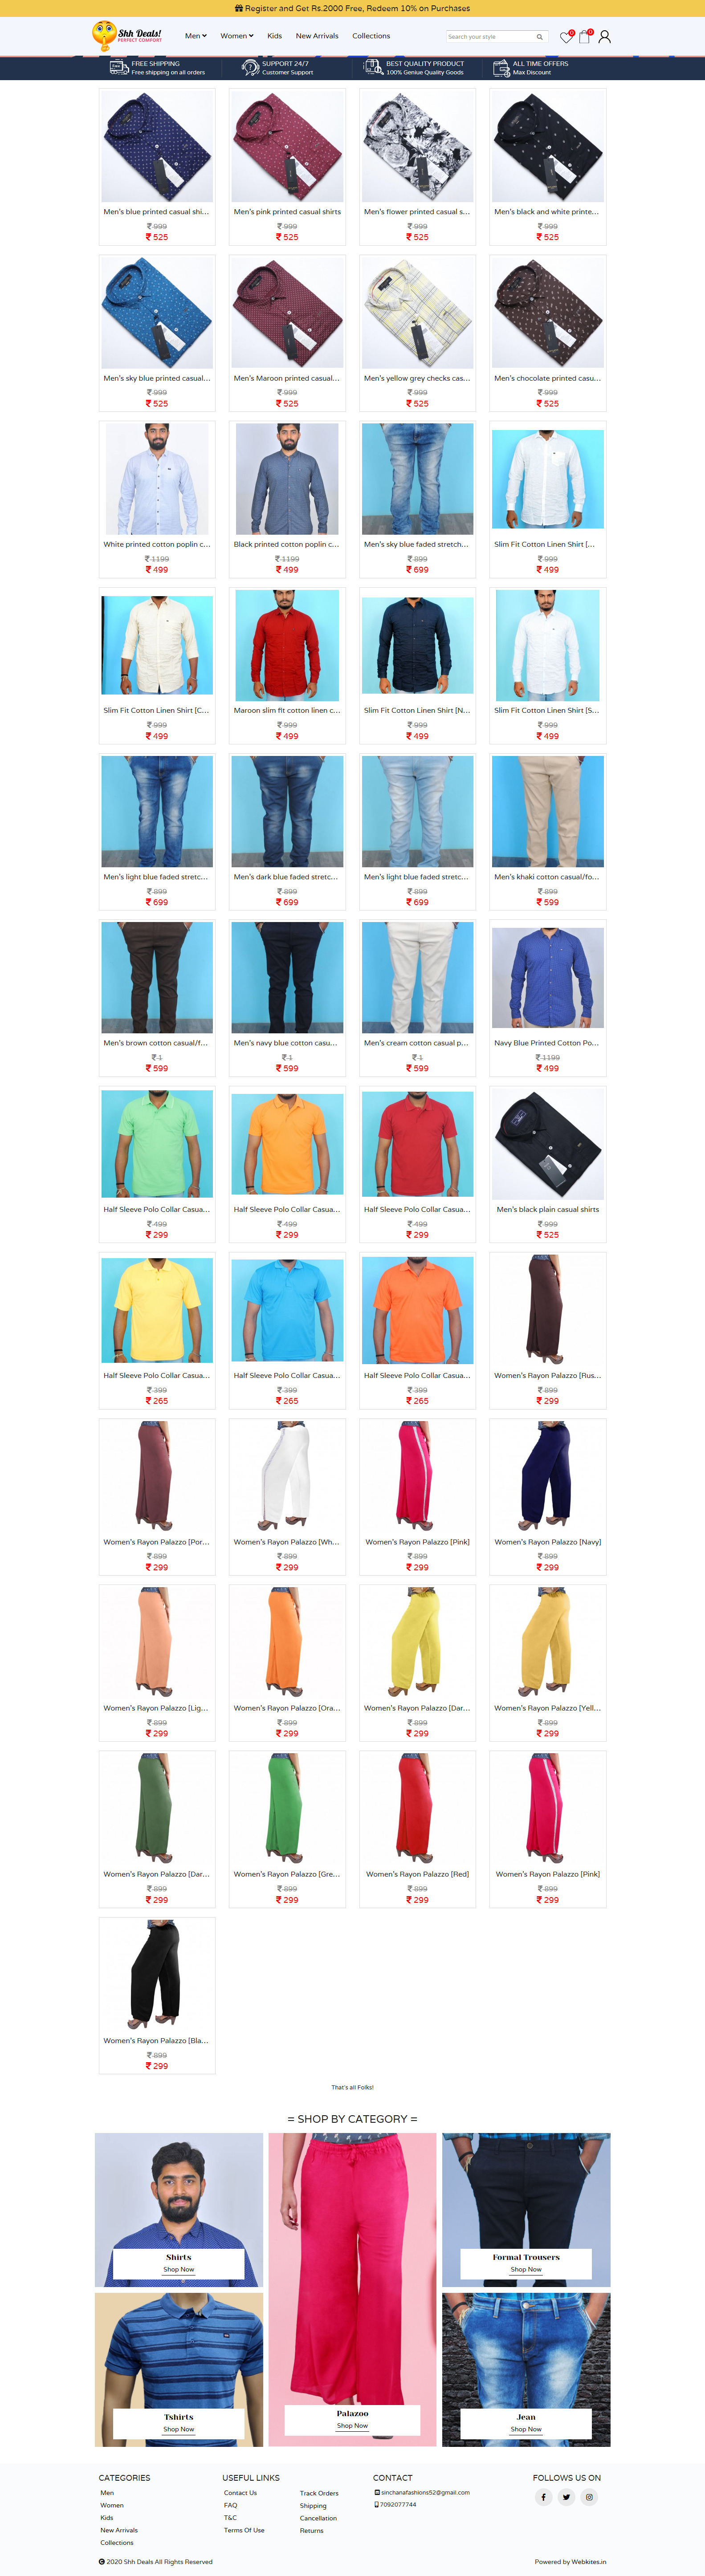 Register and Get Rs.2000 Free, Redeem 10% on Purchases
Shh Deals!
PERFECT COMFORT
Men
Women
Kids
New Arrivals
Collections
Search your style
0
0
FREE SHIPPING
Free shipping on all orders
SUPPORT 24/7
Customer Support
BEST QUALITY PRODUCT
100% Geniue Quality Goods
ALL TIME OFFERS
Max Discount
Men's blue printed casual shi...
₹ 999
₹ 525
Men's pink printed casual shirts
₹ 999
₹ 525
Men's flower printed casual s...
₹ 999
₹ 525
Men's black and white printe...
₹ 999
₹ 525
Men's sky blue printed casual...
₹ 999
₹ 525
Men's Maroon printed casual...
₹ 999
₹ 525
Men's yellow grey checks cas...
₹ 999
₹ 525
Men's chocolate printed casu...
₹ 999
₹ 525
White printed cotton poplin c...
₹ 1199
₹ 499
Black printed cotton poplin c...
₹ 1199
₹ 499
Men's sky blue faded stretch...
₹ 899
₹ 699
Slim Fit Cotton Linen Shirt [...
₹ 999
₹ 499
Slim Fit Cotton Linen Shirt [C...
₹ 999
₹ 499
Maroon slim fit cotton linen c...
₹ 999
₹ 499
Slim Fit Cotton Linen Shirt [N...
₹ 999
₹ 499
Slim Fit Cotton Linen Shirt [S...
₹ 999
₹ 499
Men's light blue faded stretc...
₹ 899
₹ 699
Men's dark blue faded stretc...
₹ 899
₹ 699
Men's light blue faded stretc...
₹ 899
₹ 699
Men's khaki cotton casual/fo...
₹ 899
₹ 599
Men's brown cotton casual/f...
₹ 1
₹ 599
Men's navy blue cotton casu...
₹ 1
₹ 599
Men's cream cotton casual p...
₹ 1
₹ 599
Navy Blue Printed Cotton Po...
₹ 1199
₹ 499
Half Sleeve Polo Collar Casua...
₹ 499
₹ 299
Half Sleeve Polo Collar Casua...
₹ 499
₹ 299
Half Sleeve Polo Collar Casua...
₹ 499
₹ 299
Men's black plain casual shirts
₹ 999
₹ 525
Half Sleeve Polo Collar Casua...
₹ 399
₹ 265
Half Sleeve Polo Collar Casua...
₹ 399
₹ 265
Half Sleeve Polo Collar Casua...
₹ 399
₹ 265
Women's Rayon Palazzo [Rus...
₹ 899
₹ 299
Women's Rayon Palazzo [Por...
₹ 899
₹ 299
Women's Rayon Palazzo [Wh...
₹ 899
₹ 299
Women's Rayon Palazzo [Pink]
₹ 899
₹ 299
Women's Rayon Palazzo [Navy]
₹ 899
₹ 299
Women's Rayon Palazzo [Lig...
₹ 899
₹ 299
Women's Rayon Palazzo [Ora...
₹ 899
₹ 299
Women's Rayon Palazzo [Dar...
₹ 899
₹ 299
Women's Rayon Palazzo [Yell...
₹ 899
₹ 299
Women's Rayon Palazzo [Dar...
₹ 899
₹ 299
Women's Rayon Palazzo [Gre...
₹ 899
₹ 299
Women's Rayon Palazzo [Red]
₹ 899
₹ 299
Women's Rayon Palazzo [Pink]
₹ 899
₹ 299
Women's Rayon Palazzo [Bla...
₹ 899
₹ 299
That's all Folks!
= SHOP BY CATEGORY =
Shirts
Shop Now
Palazoo
Shop Now
Formal Trousers
Shop Now
Tshirts
Shop Now
Jean
Shop Now
CATEGORIES
Men
Women
Kids
New Arrivals
Collections
USEFUL LINKS
Contact Us
FAQ
T&C
Terms Of Use
Track Orders
Shipping
Cancellation
Returns
CONTACT
sinchanafashions52@gmail.com
7092077744
FOLLOWS US ON
© 2020 Shh Deals All Rights Reserved
Powered by Webkites.in